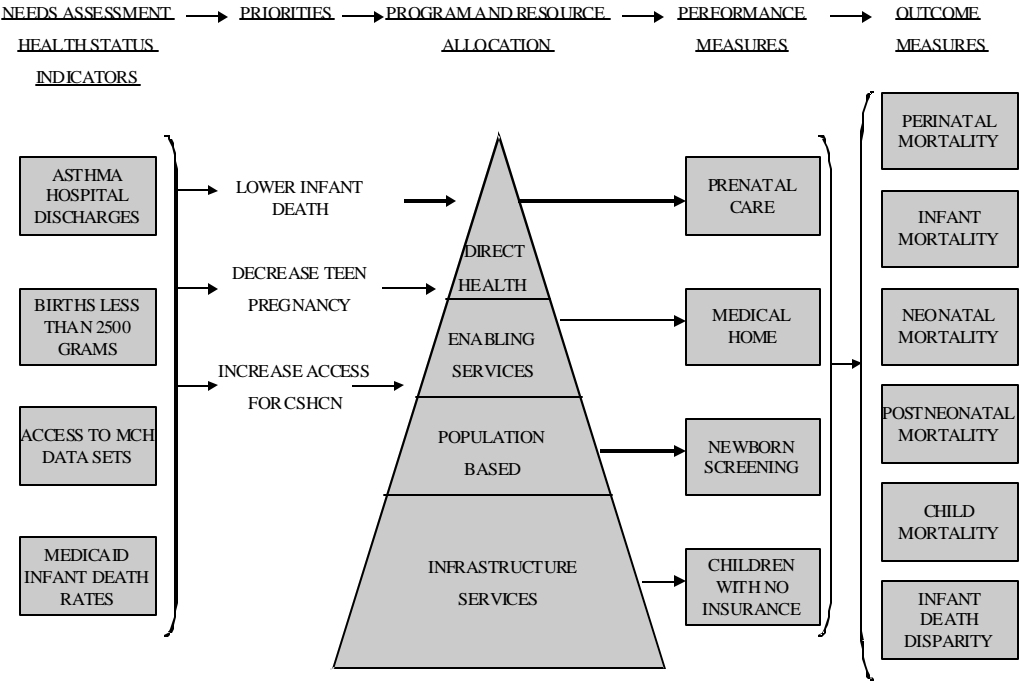 NEEDS ASSESSMENT
HEALTH STATUS
INDICATORS
PRIORITIES
PROGRAM AND RESOURCE
ALLOCATION
PERFORMANCE
MEASURES
OUTCOME
MEASURES
ASTHMA
HOSPITAL
DISCHARGES
BIRTHS LESS
THAN 2500
GRAMS
ACCESS TO MCH
DATA SETS
MEDICAID
INFANT DEATH
RATES
LOWER INFANT
DEATH
DECREASE TEEN
PREGNANCY
INCREASE ACCESS
FOR CSHCN
DIRECT
HEALTH
ENABLING
SERVICES
POPULATION
BASED
INFRASTRUCTURE
SERVICES
PRENATAL
CARE
MEDICAL
HOME
NEWBORN
SCREENING
CHILDREN
WITH NO
INSURANCE
PERINATAL
MORTALITY
INFANT
MORTALITY
NEONATAL
MORTALITY
POSTNEONATAL
MORTALITY
CHILD
MORTALITY
INFANT
DEATH
DISPARITY